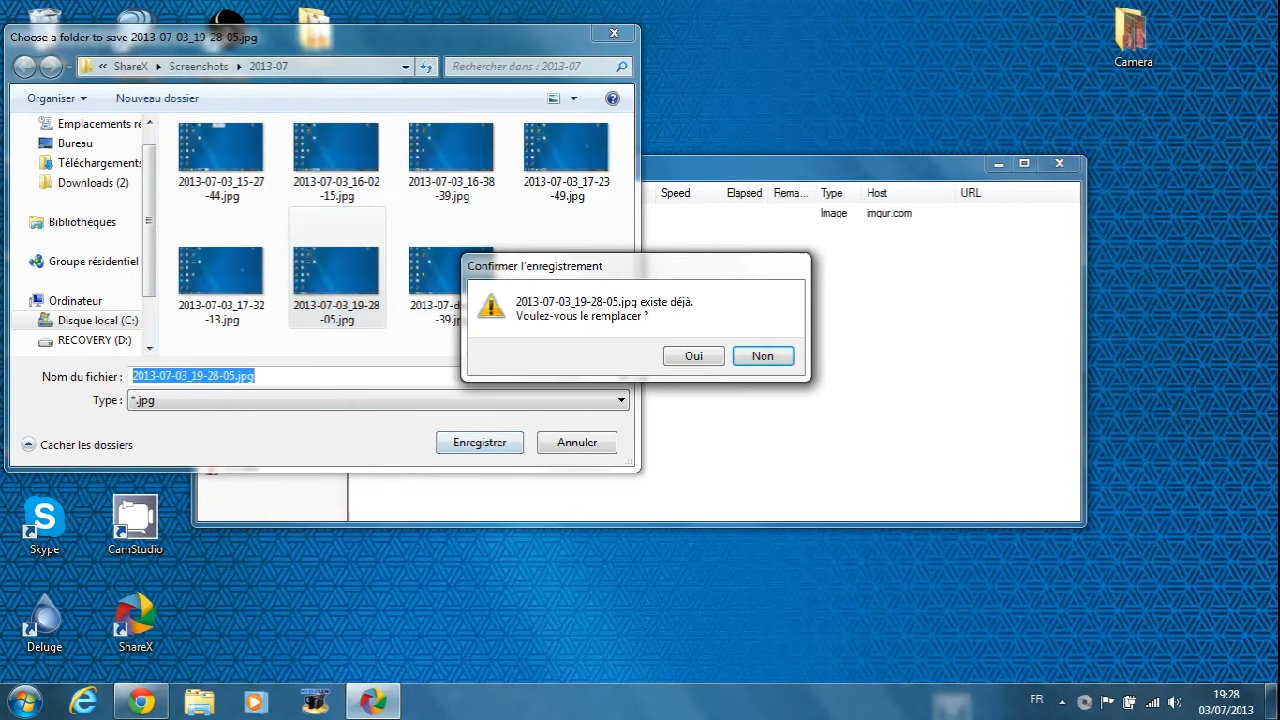 Choose a folder to save 2013-07-03_19-28-05.jpg
« ShareX ▸ Screenshots ▸ 2013-07
Rechercher dans : 2013-07
Organiser
Nouveau dossier
Emplacements ré
Bureau
Téléchargement:
Downloads (2)
Bibliothèques
Groupe résidentiel
Ordinateur
Disque local (C:)
RECOVERY (D:)
2013-07-03_15-27
-44.jpg
2013-07-03_16-02
-15.jpg
2013-07-03_16-38
-39.jpg
2013-07-03_17-23
-49.jpg
2013-07-03_17-32
-13.jpg
2013-07-03_19-28
-05.jpg
Nom du fichier : 2013-07-03_19-28-05.jpg
Type : *.jpg
Cacher les dossiers
Enregistrer
Annuler
Confirmer l'enregistrement
2013-07-03_19-28-05.jpg existe déjà.
Voulez-vous le remplacer ?
Oui
Non
Speed Elapsed Rema... Type Host URL
Image imgur.com
Camera
Skype
CamStudio
Deluge
ShareX
FR
19:28
03/07/2013